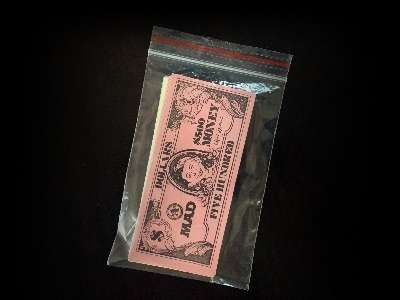 $500
MONEY
DOLLARS
FIVE HUNDRED
MAD
$